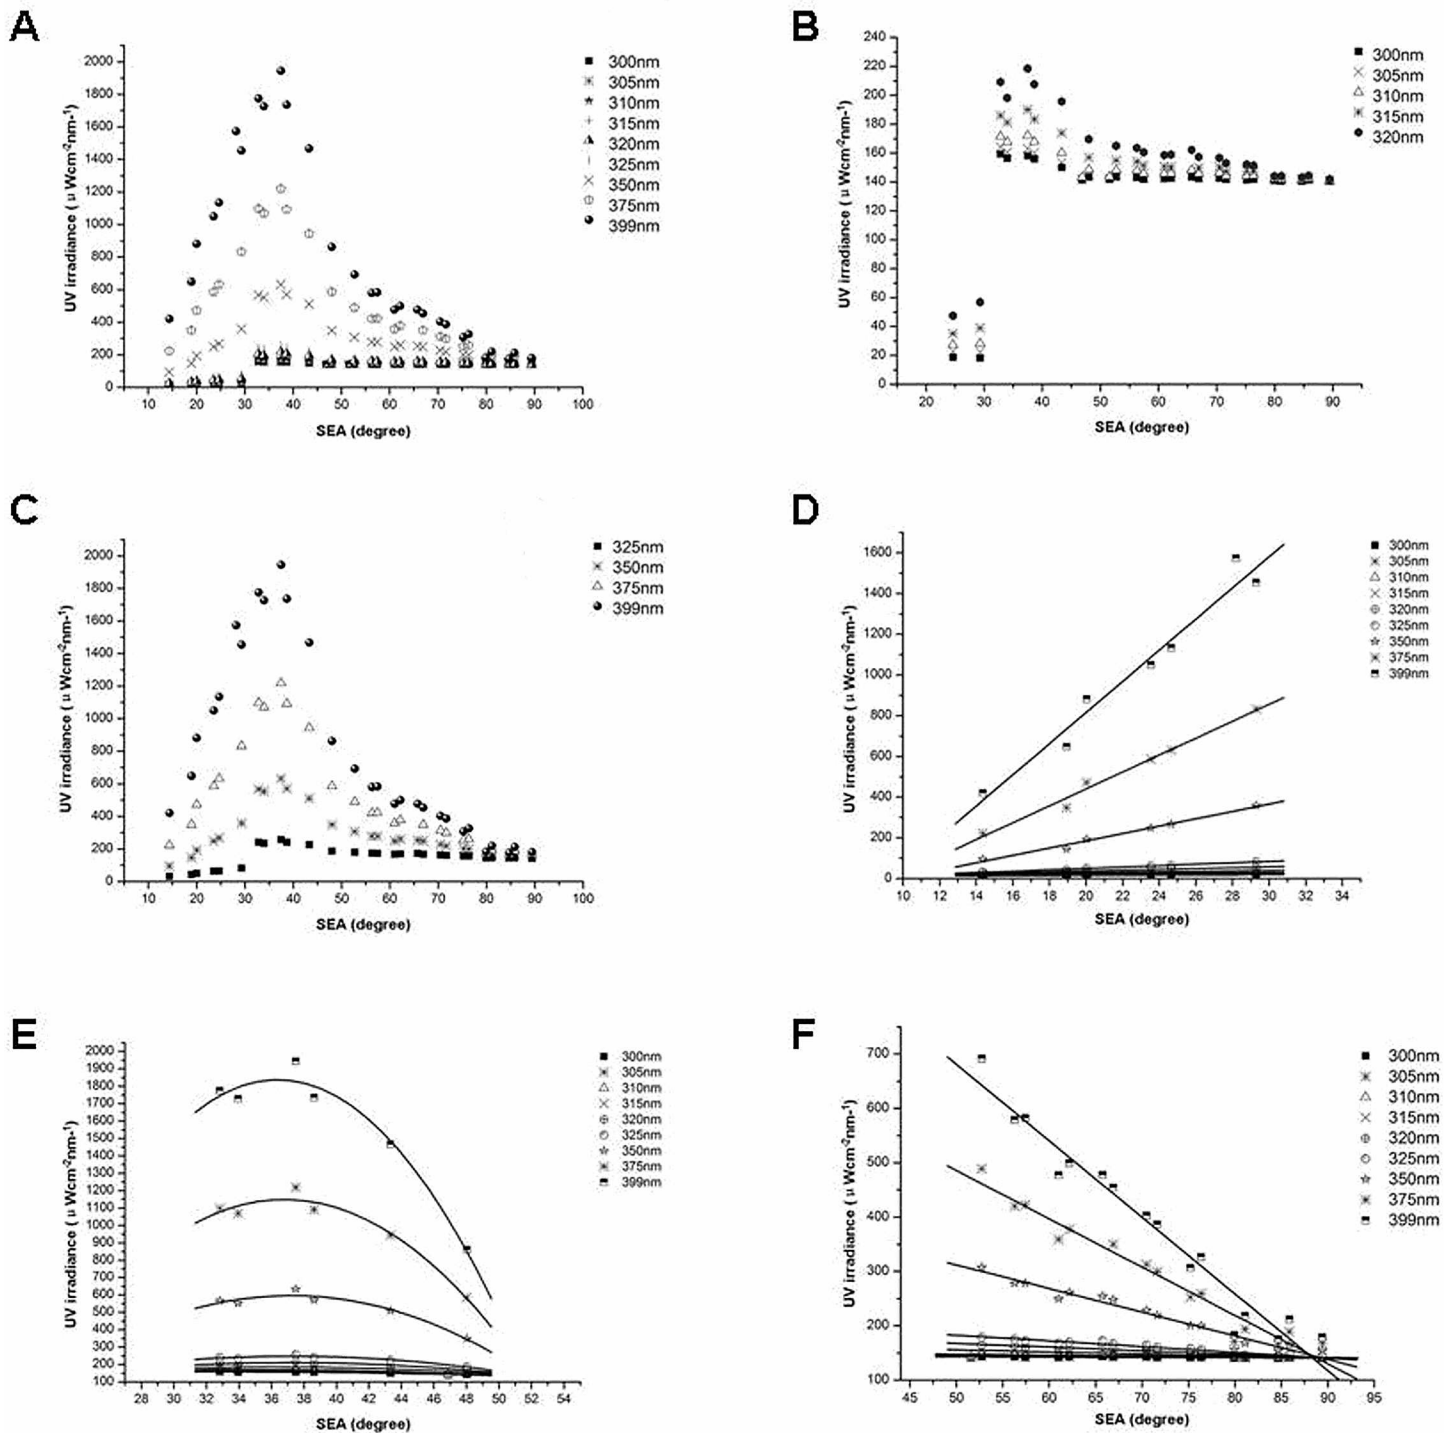 A
2000
1800
1600
1400
1200
1000
800
600
400
200
0
10 20 30 40 50 60 70 80 90 100
UV irradiance ( μ Wcm-2nm-1)
SEA (degree)
300nm
305nm
310nm
315nm
320nm
325nm
350nm
375nm
399nm
B
240
220
200
180
160
140
120
100
80
60
40
20
0
20 30 40 50 60 70 80 90
UV irradiance ( μ Wcm-2nm-1)
SEA (degree)
300nm
305nm
310nm
315nm
320nm
C
2000
1800
1600
1400
1200
1000
800
600
400
200
0
10 20 30 40 50 60 70 80 90 100
UV irradiance ( μ Wcm-2nm-1)
SEA (degree)
325nm
350nm
375nm
399nm
D
1600
1400
1200
1000
800
600
400
200
0
10 12 14 16 18 20 22 24 26 28 30 32 34
UV irradiance ( μ Wcm-2nm-1)
SEA (degree)
300nm
305nm
310nm
315nm
320nm
325nm
350nm
375nm
399nm
E
2000
1900
1800
1700
1600
1500
1400
1300
1200
1100
1000
900
800
700
600
500
400
300
200
100
28 30 32 34 36 38 40 42 44 46 48 50 52 54
UV irradiance ( μ Wcm-2nm-1)
SEA (degree)
300nm
305nm
310nm
315nm
320nm
325nm
350nm
375nm
399nm
F
700
600
500
400
300
200
100
45 50 55 60 65 70 75 80 85 90 95
UV irradiance ( μ Wcm-2nm-1)
SEA (degree)
300nm
305nm
310nm
315nm
320nm
325nm
350nm
375nm
399nm